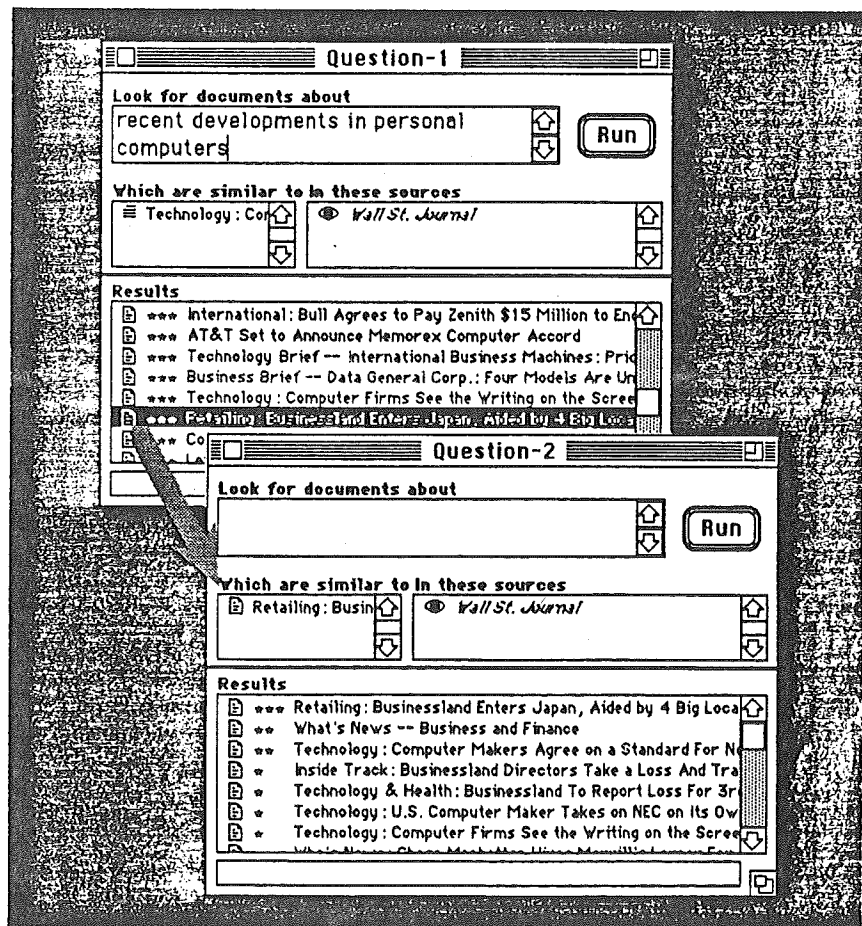 Question-1
Look for documents about
recent developments in personal
computers
Run
Which are similar to In these sources
Technology: Com
Wall St. Journal
Results
*** International: Bull Agrees to Pay Zenith $15 Million to End
*** AT&T Set to Announce Memorex Computer Accord
*** Technology Brief -- International Business Machines: Pric
*** Business Brief -- Data General Corp.: Four Models Are Un
*** Technology: Computer Firms See the Writing on the Scree
*** Retailing: Businessland Enters Japan, Aided by 4 Big Loca
** Co
Question-2
Look for documents about
Run
Which are similar to In these sources
Retailing: Busin
Wall St. Journal
Results
*** Retailing: Businessland Enters Japan, Aided by 4 Big Loca
** What's News -- Business and Finance
** Technology: Computer Makers Agree on a Standard For Ne
* Inside Track: Businessland Directors Take a Loss And Tra
* Technology & Health: Businessland To Report Loss For 3r
* Technology: U.S. Computer Maker Takes on NEC on Its Ow
* Technology: Computer Firms See the Writing on the Scree